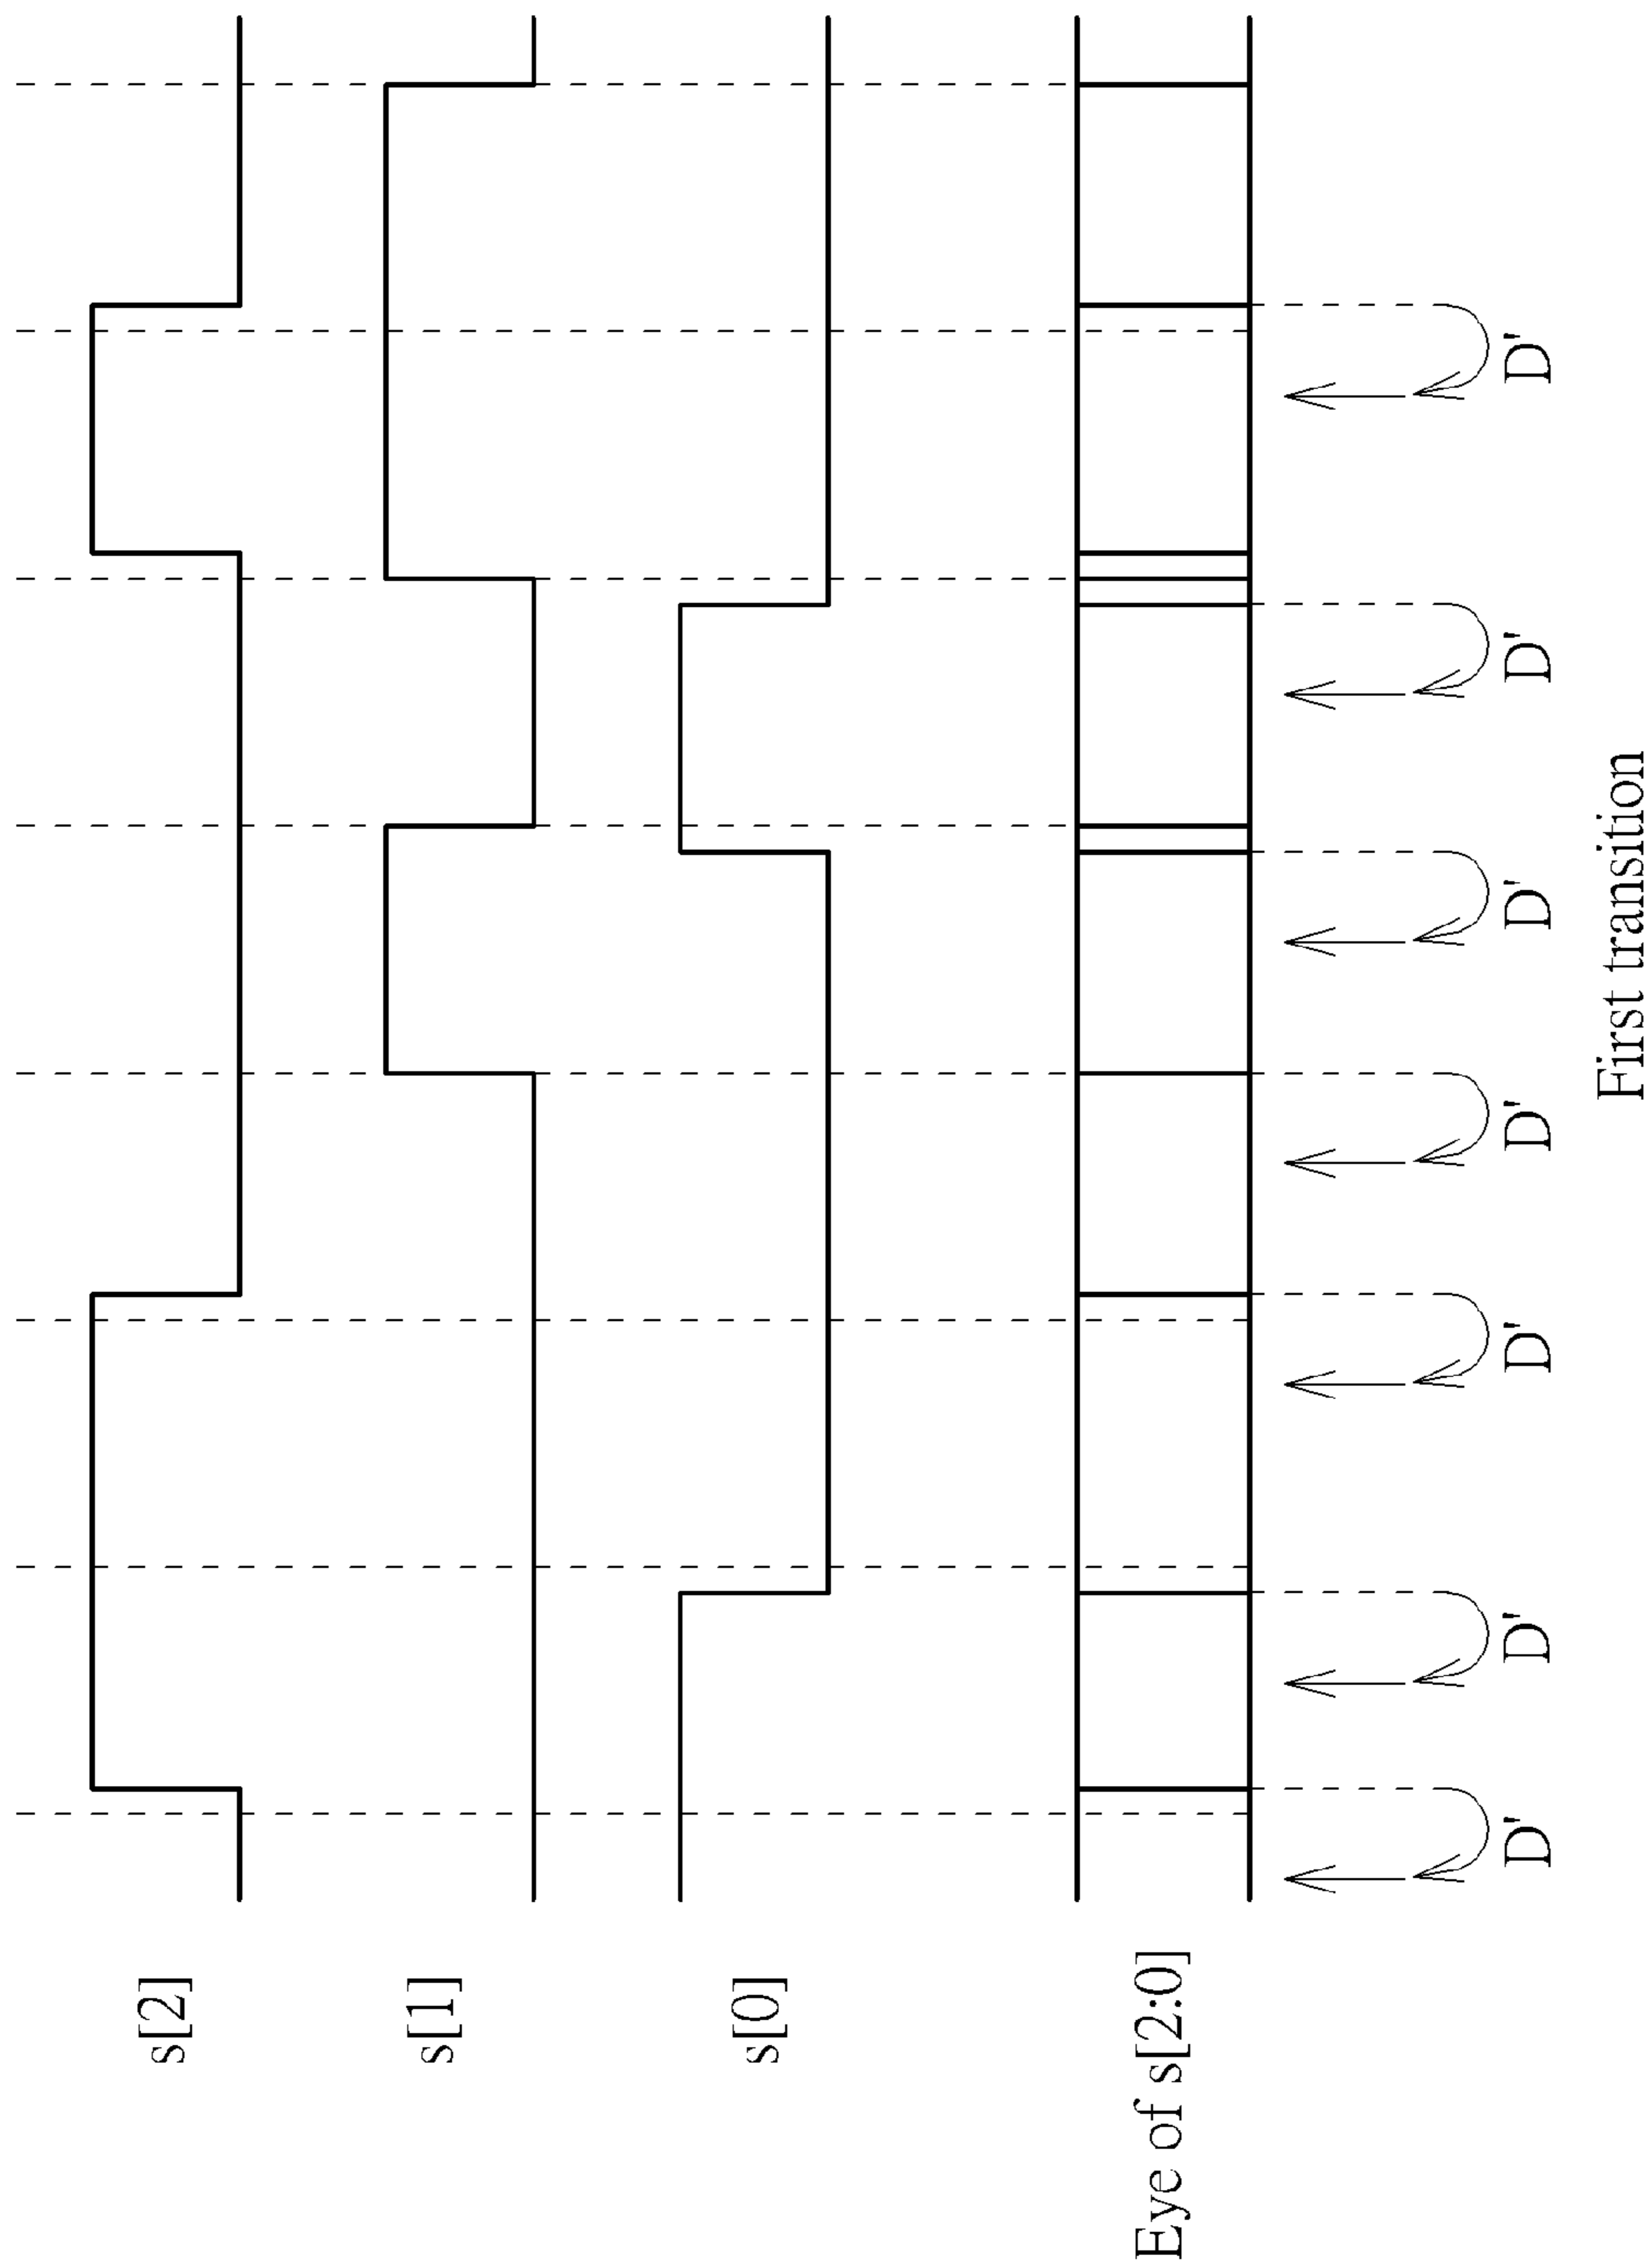 s[2]
s[1]
s[0]
Eye of s[2:0]
D' D' D' D' D' D' D'
First transition